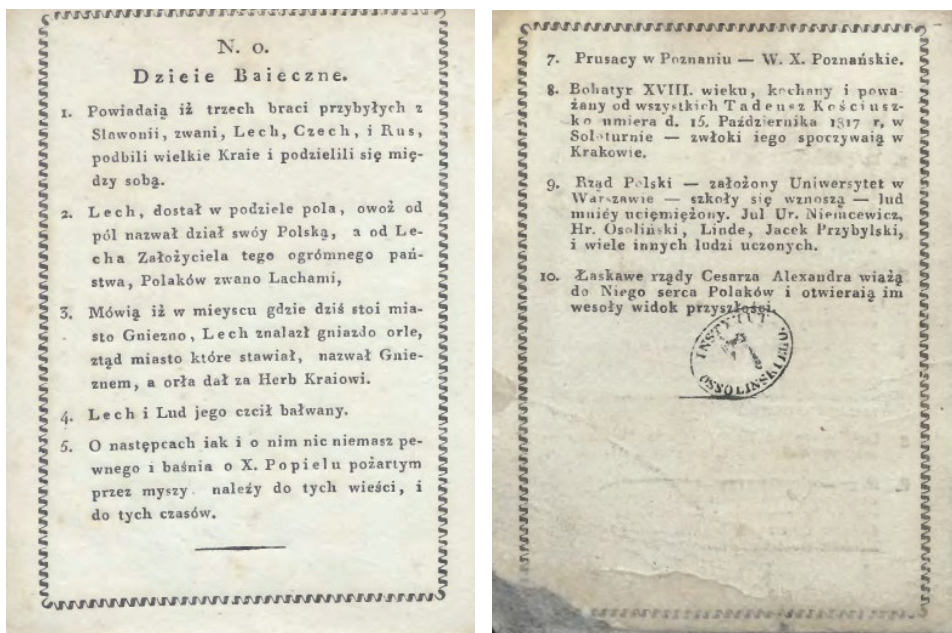 N. 0.
Dzieie Baieczne.
1. Powiadaią iż trzech braci przybyłych z
Slawonii, zwani, Lech, Czech, i Rus,
podbili wielkie Kraie i podzielili się mię-
dzy sobą.
2. Lech, dostał w podziele pola, owoż od
pól nazwał dział swóy Polską, a od Le-
cha Założyciela tego ogrómnego pań-
stwa, Polaków zwano Lachami,
3. Mówią iż w mieyscu gdzie dziś stoi mia-
sto Gniezno, Lech znalazł gniazdo orle,
ztąd miasto które stawiał, nazwał Gnie-
znem, a orła dał za Herb Kraiowi.
4. Lech i Lud jego czcił bałwany.
5. O następcach iak i o nim nic niemasz pe-
wnego i baśnia o X. Popielu pożartym
przez myszy należy do tych wieści, i
do tych czasów.
7. Prusacy w Poznaniu — W. X. Poznańskie.
8. Bohatyr XVIII. wieku, kochany i powa-
żany od wszystkich Tadeusz Kościusz-
ko umiera d. 15. Października 1817 r. w
Soloturnie — zwłoki iego spoczywaią w
Krakowie.
9. Rząd Polski — założony Uniwersytet w
Warszawie — szkoły się wznoszą — lud
mniéy uciemiężony. Jul Ur. Niemcewicz,
Hr. Osoliński, Linde, Jacek Przybylski,
i wiele innych ludzi uczonych.
10. Łaskawe rządy Cesarza Alexandra wiążą
do Niego serca Polaków i otwieraią im
wesoły widok przyszłości.
INSTYTUT
OSSOLIŃSKI